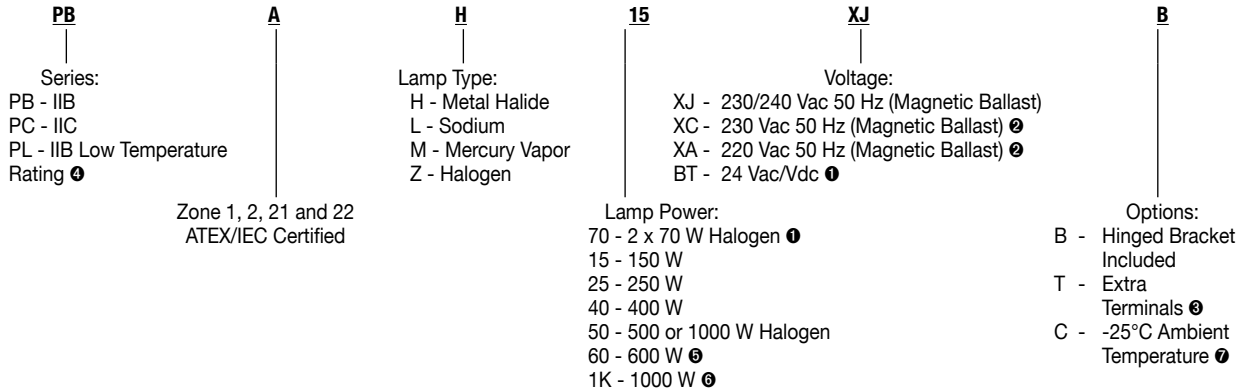 PB A H 15 XJ B
Series:
PB - IIB
PC - IIC
PL - IIB Low Temperature
Rating ❹
Zone 1, 2, 21 and 22
ATEX/IEC Certified
Lamp Type:
H - Metal Halide
L - Sodium
M - Mercury Vapor
Z - Halogen
Lamp Power:
70 - 2 x 70 W Halogen ❶
15 - 150 W
25 - 250 W
40 - 400 W
50 - 500 or 1000 W Halogen
60 - 600 W ❺
1K - 1000 W ❻
Voltage:
XJ - 230/240 Vac 50 Hz (Magnetic Ballast)
XC - 230 Vac 50 Hz (Magnetic Ballast) ❷
XA - 220 Vac 50 Hz (Magnetic Ballast) ❷
BT - 24 Vac/Vdc ❶
Options:
B - Hinged Bracket
Included
T - Extra
Terminals ❸
C - -25°C Ambient
Temperature ❼